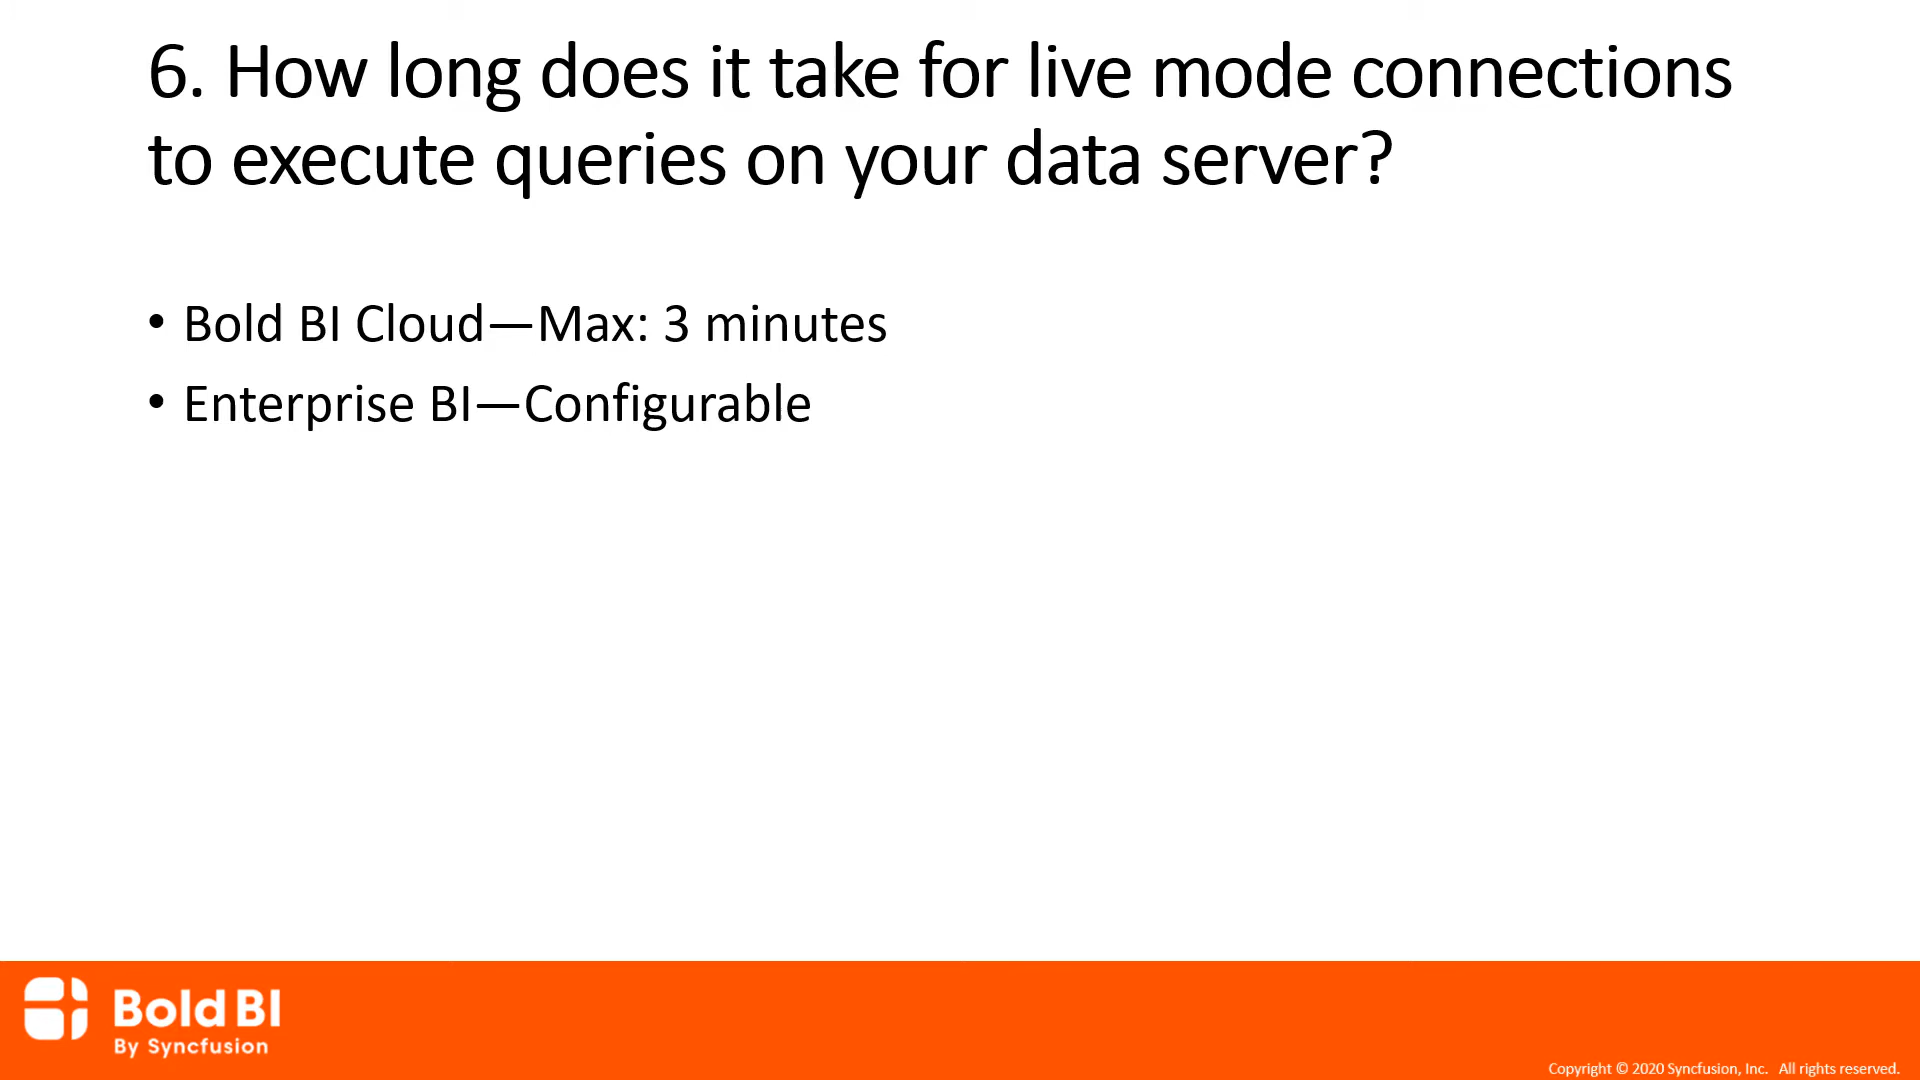 6. How long does it take for live mode connections
to execute queries on your data server?
• Bold BI Cloud—Max: 3 minutes
• Enterprise BI—Configurable
Bold BI
By Syncfusion
Copyright © 2020 Syncfusion, Inc. All rights reserved.